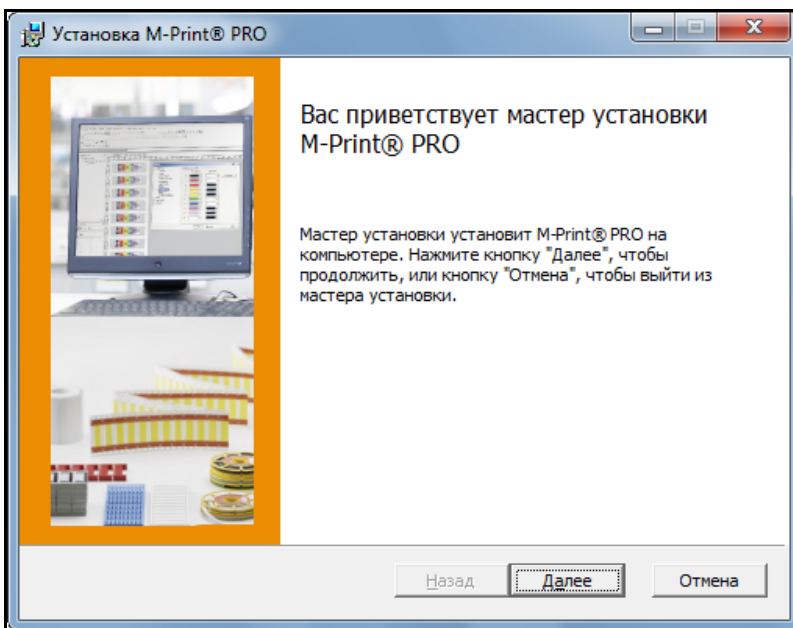 Установка M-Print® PRO
Вас приветствует мастер установки
M-Print® PRO
Мастер установки установит M-Print® PRO на
компьютере. Нажмите кнопку "Далее", чтобы
продолжить, или кнопку "Отмена", чтобы выйти из
мастера установки.
Назад
Далее
Отмена